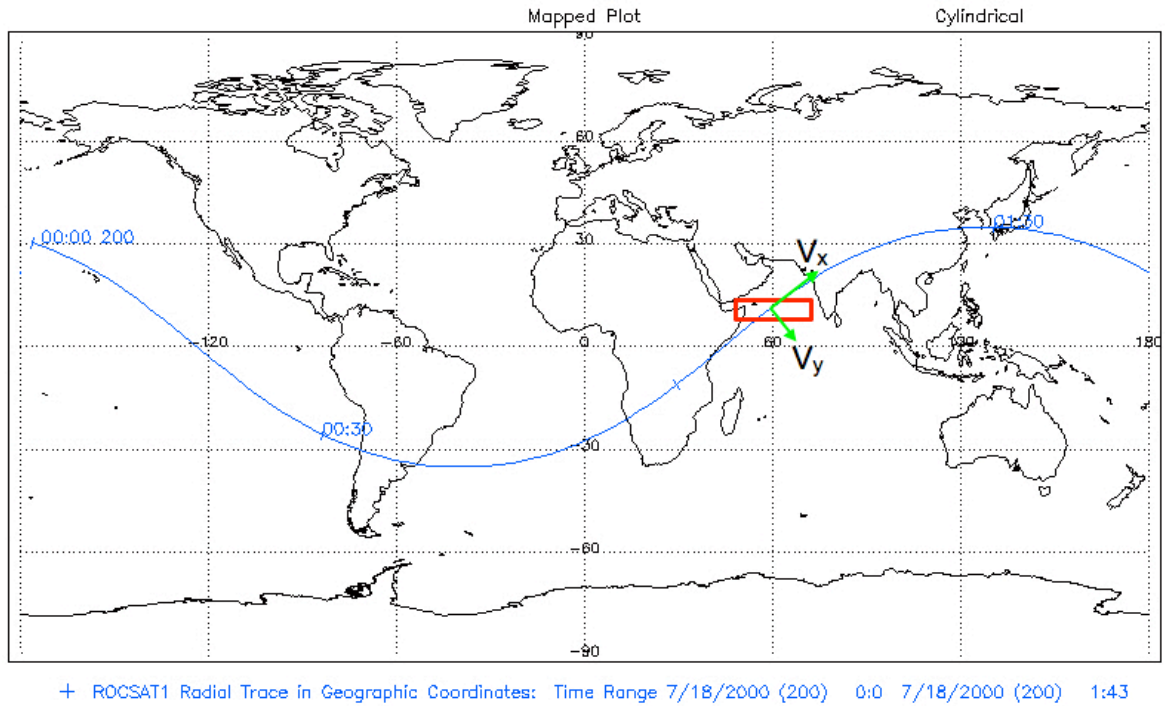 Mapped Plot Cylindrical
90
60
00:00 200 30 01:30
Vx
-120 -60 0 60 130 180
Vy
00:30
-30
-60
-90
+ ROCSAT1 Radial Trace in Geographic Coordinates: Time Range 7/18/2000 (200) 0:0 7/18/2000 (200) 1:43